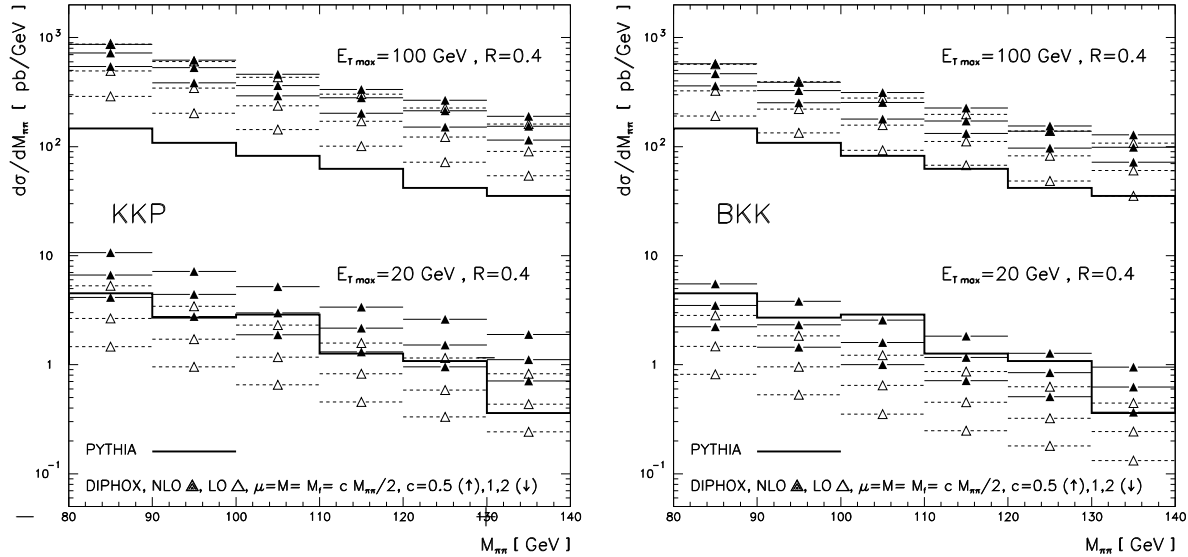 dσ/dM_ππ [ pb/GeV ]
10³
10²
10
1
10⁻¹
E_T max=100 GeV , R=0.4
KKP
E_T max=20 GeV , R=0.4
PYTHIA
DIPHOX, NLO ▲, LO △, μ=M= M_f= c M_ππ/2, c=0.5 (↑),1,2 (↓)
80 90 100 110 120 130 140
M_ππ [ GeV ]
dσ/dM_ππ [ pb/GeV ]
10³
10²
10
1
10⁻¹
E_T max=100 GeV , R=0.4
BKK
E_T max=20 GeV , R=0.4
PYTHIA
DIPHOX, NLO ▲, LO △, μ=M= M_f= c M_ππ/2, c=0.5 (↑),1,2 (↓)
80 90 100 110 120 130 140
M_ππ [ GeV ]